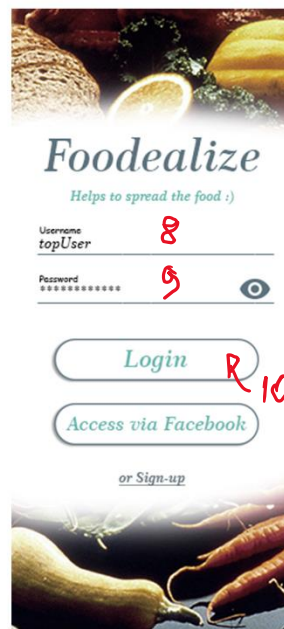 Foodealize
Helps to spread the food :)
Username
topUser 8
Password
************ 9
Login R 10
Access via Facebook
or Sign-up